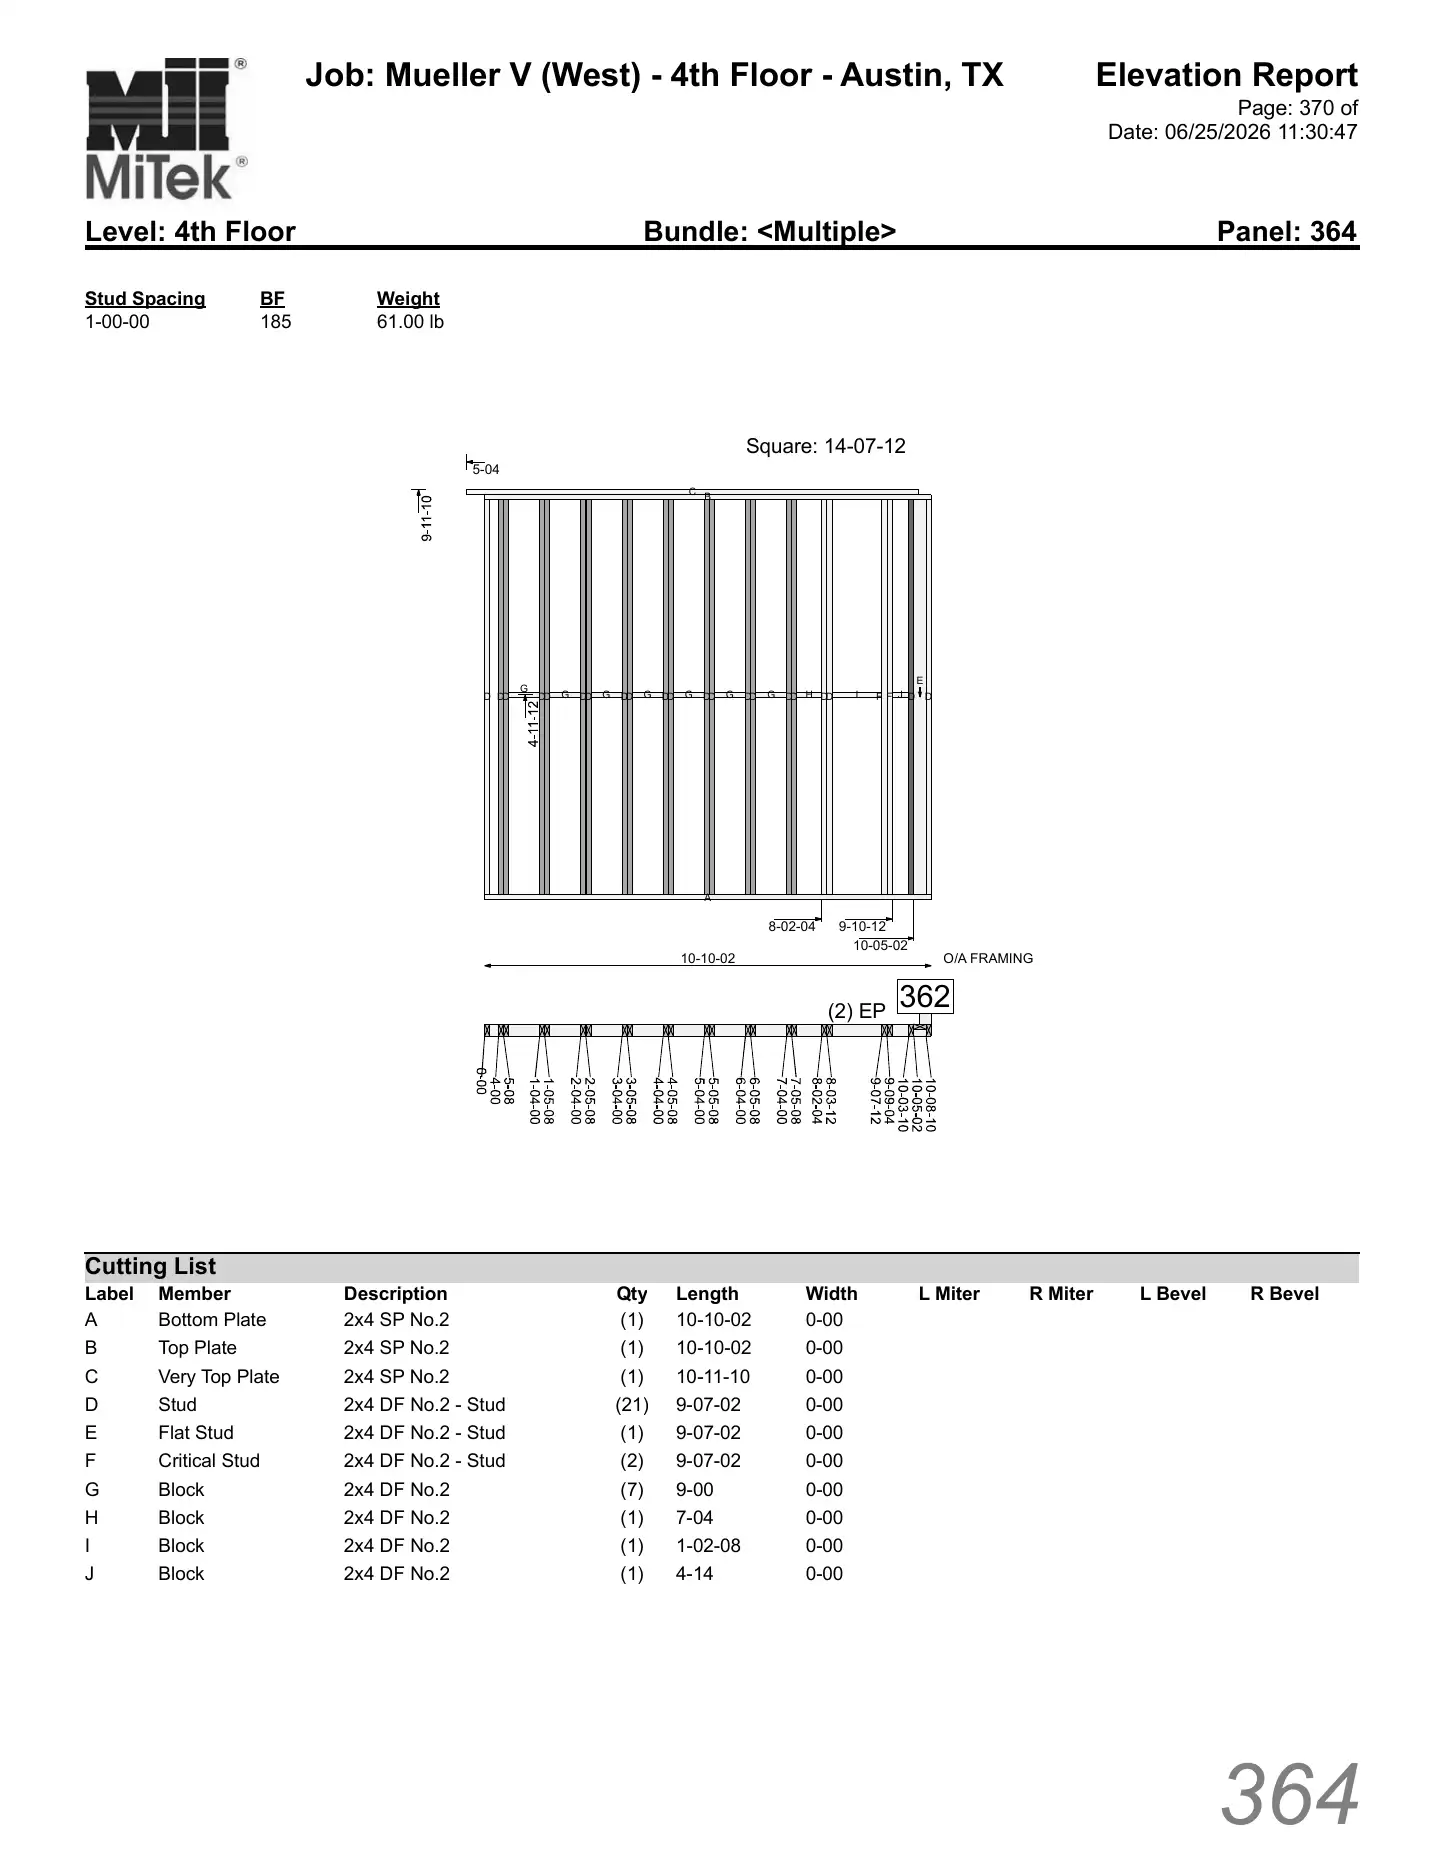 MiTek®
Job: Mueller V (West) - 4th Floor - Austin, TX
Elevation Report
Page: 370 of
Date: 06/25/2026 11:30:47
Level: 4th Floor Bundle: <Multiple> Panel: 364
Stud Spacing BF Weight
1-00-00 185 61.00 lb
Square: 14-07-12
5-04
9-11-10
C
B
E
G G G G G G G H I F F J
D D D D D D D D D D D D D D D D D D D D D
4-11-12
A
8-02-04 9-10-12
10-05-02
10-10-02 O/A FRAMING
362
(2) EP
0-00 4-00 5-08 1-04-00 1-05-08 2-04-00 2-05-08 3-04-00 3-05-08 4-04-00 4-05-08 5-04-00 5-05-08 6-04-00 6-05-08 7-04-00 7-05-08 8-02-04 8-03-12 9-07-12 9-09-04 10-03-10 10-05-02 10-08-10
Cutting List
Label Member Description Qty Length Width L Miter R Miter L Bevel R Bevel
A Bottom Plate 2x4 SP No.2 (1) 10-10-02 0-00
B Top Plate 2x4 SP No.2 (1) 10-10-02 0-00
C Very Top Plate 2x4 SP No.2 (1) 10-11-10 0-00
D Stud 2x4 DF No.2 - Stud (21) 9-07-02 0-00
E Flat Stud 2x4 DF No.2 - Stud (1) 9-07-02 0-00
F Critical Stud 2x4 DF No.2 - Stud (2) 9-07-02 0-00
G Block 2x4 DF No.2 (7) 9-00 0-00
H Block 2x4 DF No.2 (1) 7-04 0-00
I Block 2x4 DF No.2 (1) 1-02-08 0-00
J Block 2x4 DF No.2 (1) 4-14 0-00
364